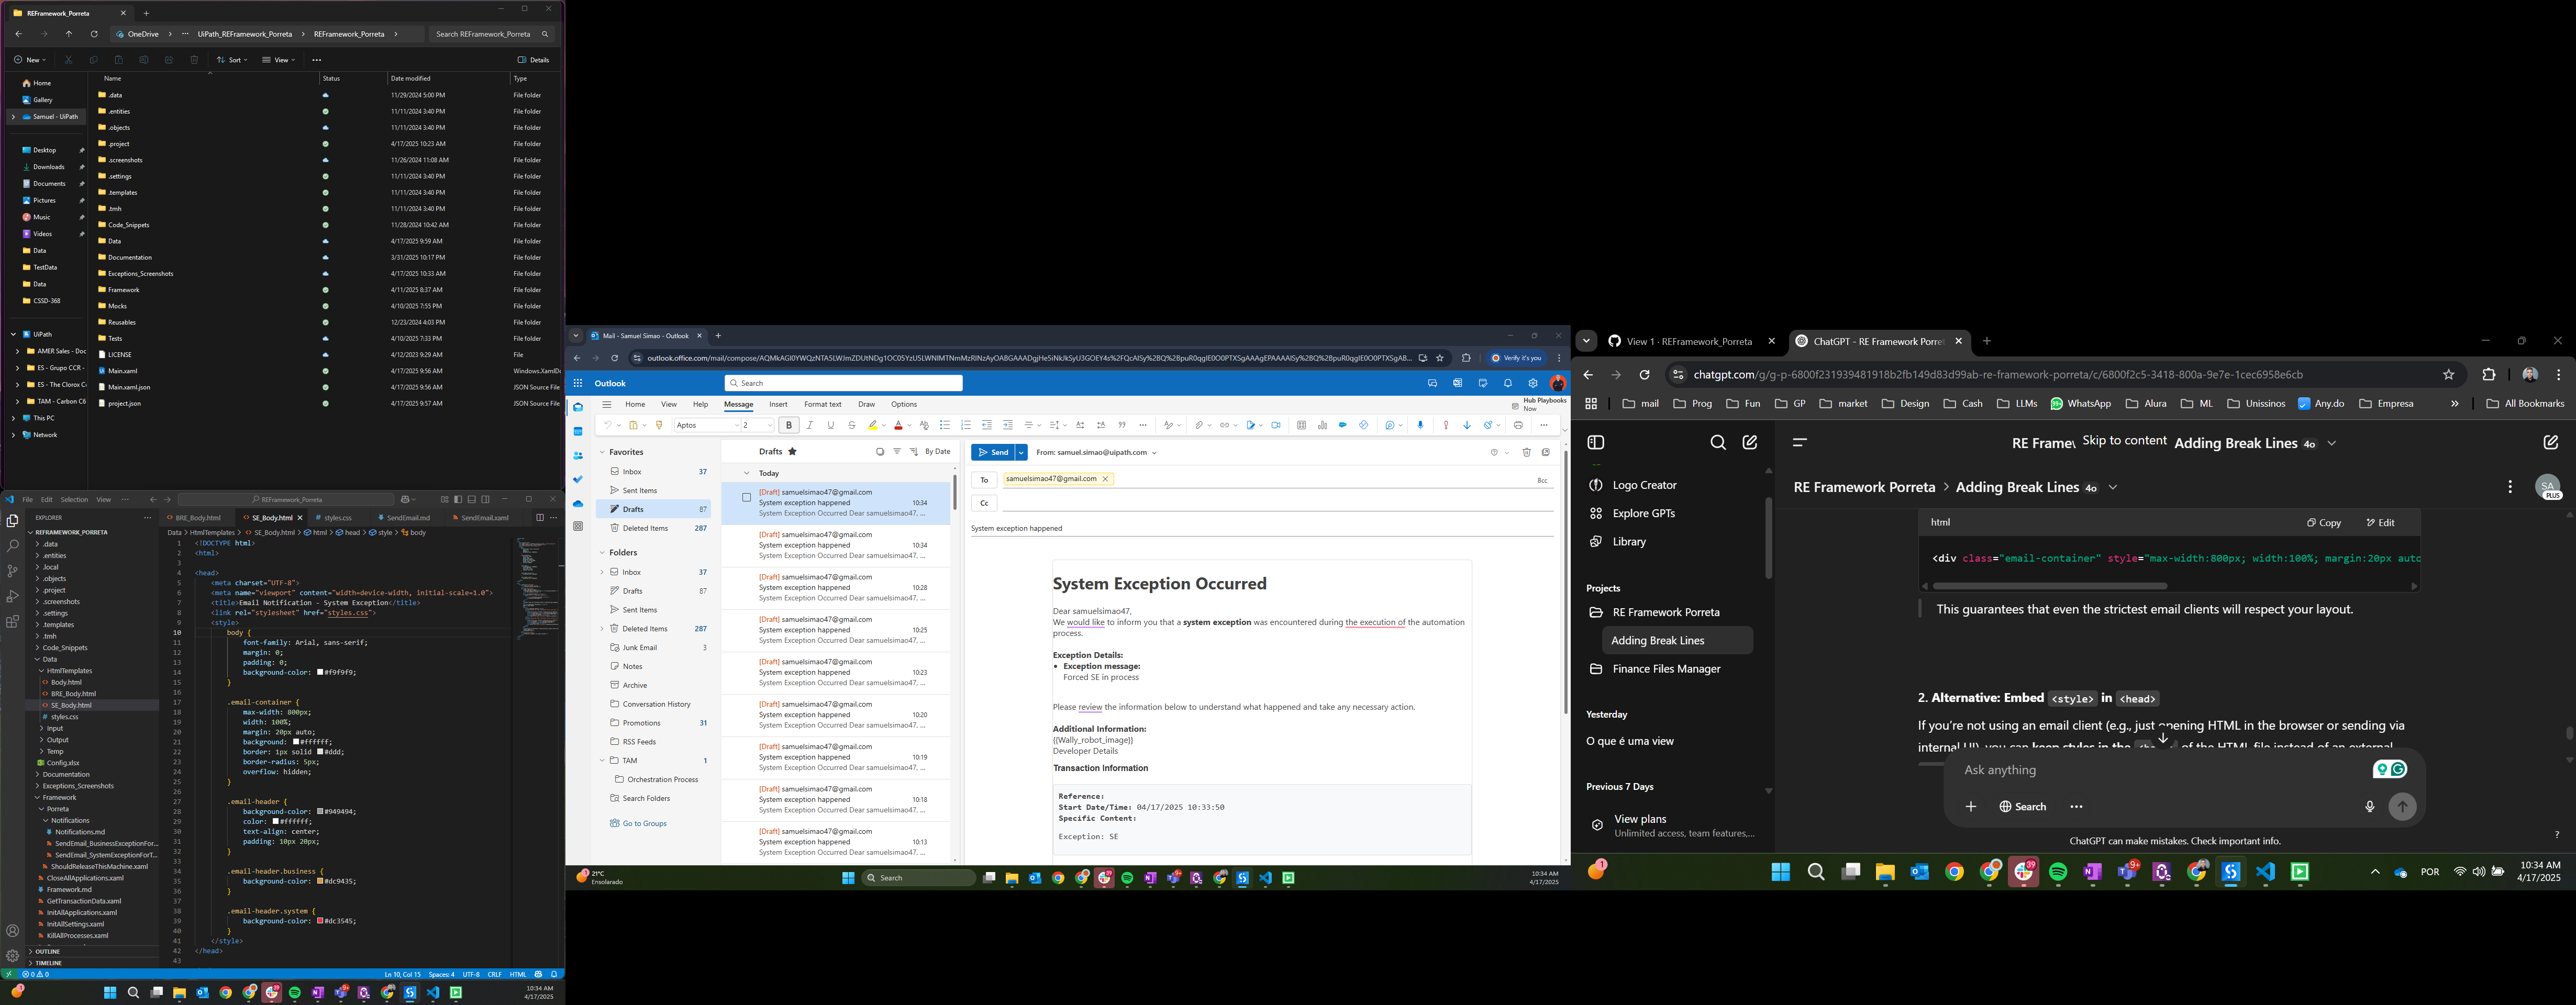 REFramework_Porreta
OneDrive > ··· UiPath_REFramework_Porreta > REFramework_Porreta >
Search REFramework_Porreta
New
Sort
View
Details
Name Status Date modified Type
Home
Gallery
Samuel - UiPath
Desktop
Downloads
Documents
Pictures
Music
Videos
Data
TestData
Data
CSSD-368
UiPath
AMER Sales - Doc
ES - Grupo CCR -
ES - The Clorox C
TAM - Carbon C6
This PC
Network
.data 11/29/2024 5:00 PM File folder
.entities 11/11/2024 3:40 PM File folder
.objects 11/11/2024 3:40 PM File folder
.project 4/17/2025 10:23 AM File folder
.screenshots 11/26/2024 11:08 AM File folder
.settings 11/11/2024 3:40 PM File folder
.templates 11/11/2024 3:40 PM File folder
.tmh 11/11/2024 3:40 PM File folder
Code_Snippets 11/28/2024 10:42 AM File folder
Data 4/17/2025 9:59 AM File folder
Documentation 3/31/2025 10:17 PM File folder
Exceptions_Screenshots 4/17/2025 10:33 AM File folder
Framework 4/11/2025 8:37 AM File folder
Mocks 4/10/2025 7:55 PM File folder
Reusables 12/23/2024 4:03 PM File folder
Tests 4/10/2025 7:33 PM File folder
LICENSE 4/12/2023 9:29 AM File
Main.xaml 4/17/2025 9:56 AM Windows.XamlDo
Main.xaml.json 4/17/2025 9:56 AM JSON Source File
project.json 4/17/2025 9:57 AM JSON Source File
File Edit Selection View ···
REFramework_Porreta
EXPLORER
REFRAMEWORK_PORRETA
.data
.entities
.local
.objects
.project
.screenshots
.settings
.templates
.tmh
Code_Snippets
Data
HtmlTemplates
Body.html
BRE_Body.html
SE_Body.html
styles.css
Input
Output
Temp
Config.xlsx
Documentation
Exceptions_Screenshots
Framework
Porreta
Notifications
Notifications.md
SendEmail_BusinessExceptionFor...
SendEmail_SystemExceptionForT...
ShouldReleaseThisMachine.xaml
CloseAllApplications.xaml
Framework.md
GetTransactionData.xaml
InitAllApplications.xaml
InitAllSettings.xaml
KillAllProcesses.xaml
OUTLINE
TIMELINE
BRE_Body.html
SE_Body.html
styles.css
SendEmail.md
SendEmail.xaml
Data > HtmlTemplates > SE_Body.html > html > head > style > body
1 <!DOCTYPE html>
2 <html>
3
4 <head>
5 <meta charset="UTF-8">
6 <meta name="viewport" content="width=device-width, initial-scale=1.0">
7 <title>Email Notification - System Exception</title>
8 <link rel="stylesheet" href="styles.css">
9 <style>
10 body {
11 font-family: Arial, sans-serif;
12 margin: 0;
13 padding: 0;
14 background-color: #f9f9f9;
15 }
16
17 .email-container {
18 max-width: 800px;
19 width: 100%;
20 margin: 20px auto;
21 background: #ffffff;
22 border: 1px solid #ddd;
23 border-radius: 5px;
24 overflow: hidden;
25 }
26
27 .email-header {
28 background-color: #949494;
29 color: #ffffff;
30 text-align: center;
31 padding: 10px 20px;
32 }
33
34 .email-header.business {
35 background-color: #dc9435;
36 }
37
38 .email-header.system {
39 background-color: #dc3545;
40 }
41 </style>
42 </head>
43
0 0
Ln 10, Col 15 Spaces: 4 UTF-8 CRLF HTML
10:34 AM
4/17/2025
Mail - Samuel Simao - Outlook
Verify it's you
Outlook
Search
Home View Help Message Insert Format text Draw Options
Hub Playbooks
Now
Aptos 2
Favorites
Inbox 37
Sent Items
Drafts 87
Deleted Items 287
Folders
Inbox 37
Drafts 87
Sent Items
Deleted Items 287
Junk Email 3
Notes
Archive
Conversation History
Promotions 31
RSS Feeds
TAM 1
Orchestration Process
Search Folders
Go to Groups
Drafts By Date
Today
[Draft] samuelsimao47@gmail.com
System exception happened 10:34
System Exception Occurred Dear samuelsimao47, ...
[Draft] samuelsimao47@gmail.com
System exception happened 10:34
System Exception Occurred Dear samuelsimao47, ...
[Draft] samuelsimao47@gmail.com
System exception happened 10:28
System Exception Occurred Dear samuelsimao47, ...
[Draft] samuelsimao47@gmail.com
System exception happened 10:25
System Exception Occurred Dear samuelsimao47, ...
[Draft] samuelsimao47@gmail.com
System exception happened 10:23
System Exception Occurred Dear samuelsimao47, ...
[Draft] samuelsimao47@gmail.com
System exception happened 10:20
System Exception Occurred Dear samuelsimao47, ...
[Draft] samuelsimao47@gmail.com
System exception happened 10:19
System Exception Occurred Dear samuelsimao47, ...
[Draft] samuelsimao47@gmail.com
System exception happened 10:18
System Exception Occurred Dear samuelsimao47, ...
[Draft] samuelsimao47@gmail.com
System exception happened 10:13
System Exception Occurred Dear samuelsimao47, ...
Send From: samuel.simao@uipath.com
To samuelsimao47@gmail.com Bcc
Cc
System exception happened
System Exception Occurred
Dear samuelsimao47,
We would like to inform you that a system exception was encountered during the execution of the automation
process.
Exception Details:
• Exception message:
Forced SE in process
Please review the information below to understand what happened and take any necessary action.
Additional Information:
{{Wally_robot_image}}
Developer Details
Transaction Information
Reference:
Start Date/Time: 04/17/2025 10:33:50
Specific Content:
Exception: SE
21°C
Ensolarado
Search
10:34 AM
4/17/2025
View 1 · REFramework_Porreta
ChatGPT - RE Framework Porret
chatgpt.com/g/g-p-6800f231939481918b2fb149d83d99ab-re-framework-porreta/c/6800f2c5-3418-800a-9e7e-1cec6958e6cb
mail Prog Fun GP market Design Cash LLMs WhatsApp Alura ML Unissinos Any.do Empresa » All Bookmarks
Logo Creator
Explore GPTs
Library
Projects
RE Framework Porreta
Adding Break Lines
Finance Files Manager
Yesterday
O que é uma view
Previous 7 Days
View plans
Unlimited access, team features,...
RE Framew Skip to content Adding Break Lines 4o
RE Framework Porreta > Adding Break Lines 4o
SA
PLUS
html Copy Edit
<div class="email-container" style="max-width:800px; width:100%; margin:20px auto
This guarantees that even the strictest email clients will respect your layout.
2. Alternative: Embed <style> in <head>
If you’re not using an email client (e.g., just opening HTML in the browser or sending via
Ask anything
Search
ChatGPT can make mistakes. Check important info.
?
POR
10:34 AM
4/17/2025